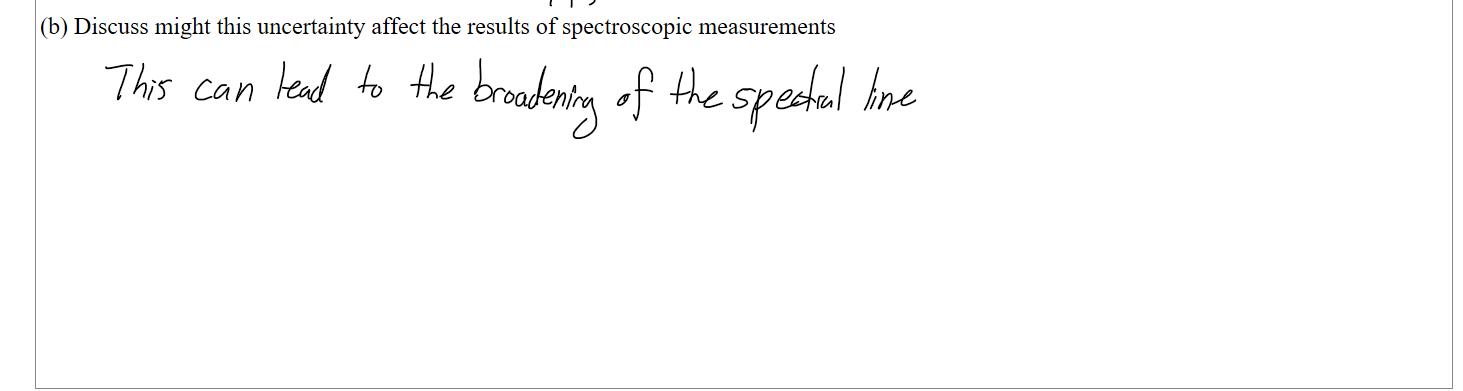 (b) Discuss might this uncertainty affect the results of spectroscopic measurements
This can lead to the broadening of the spectral line